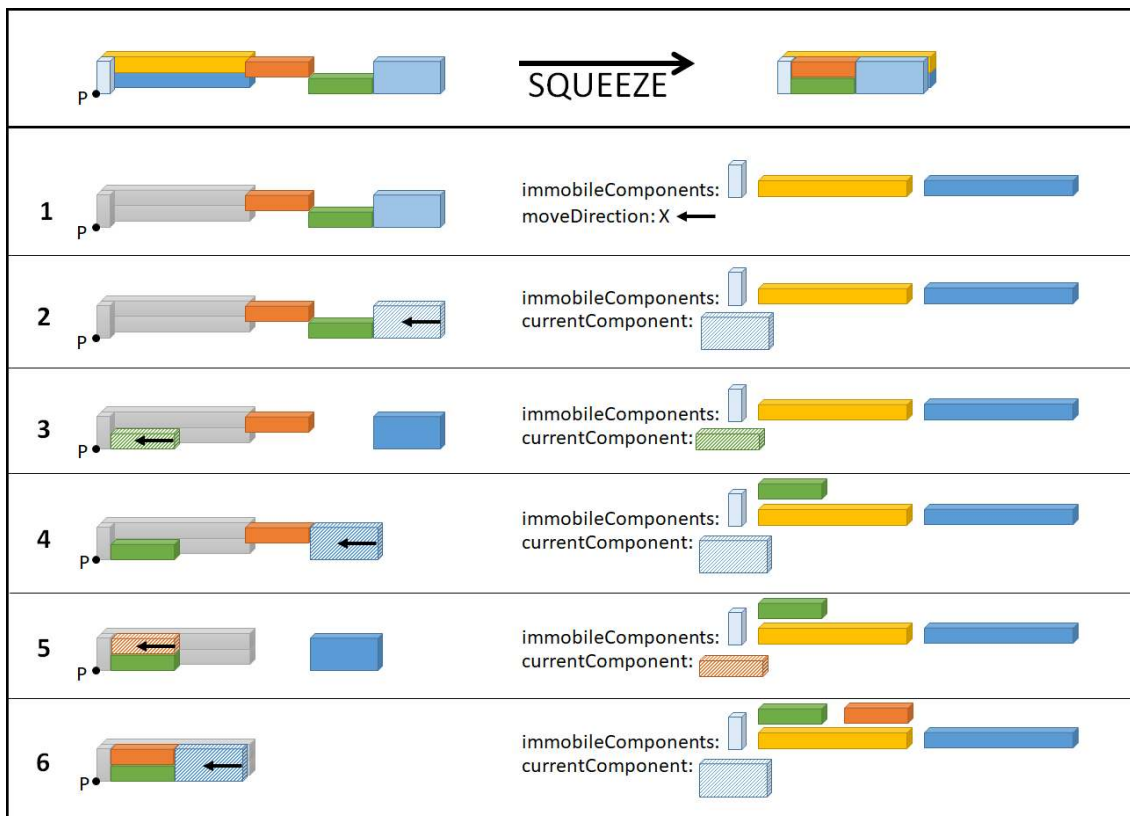 P
SQUEEZE
1
P
immobileComponents:
moveDirection: X
2
P
immobileComponents:
currentComponent:
3
P
immobileComponents:
currentComponent:
4
P
immobileComponents:
currentComponent:
5
P
immobileComponents:
currentComponent:
6
P
immobileComponents:
currentComponent: